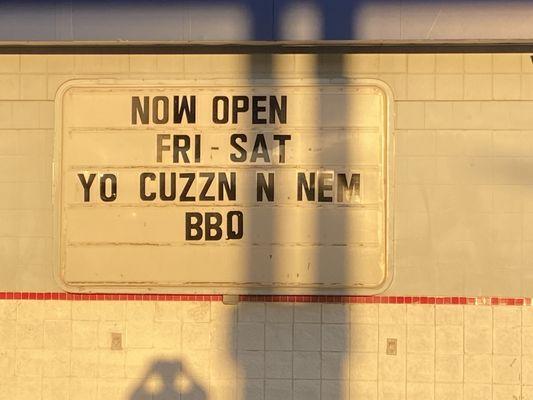 NOW OPEN
FRI - SAT
YO CUZZN N NEM
BBQ